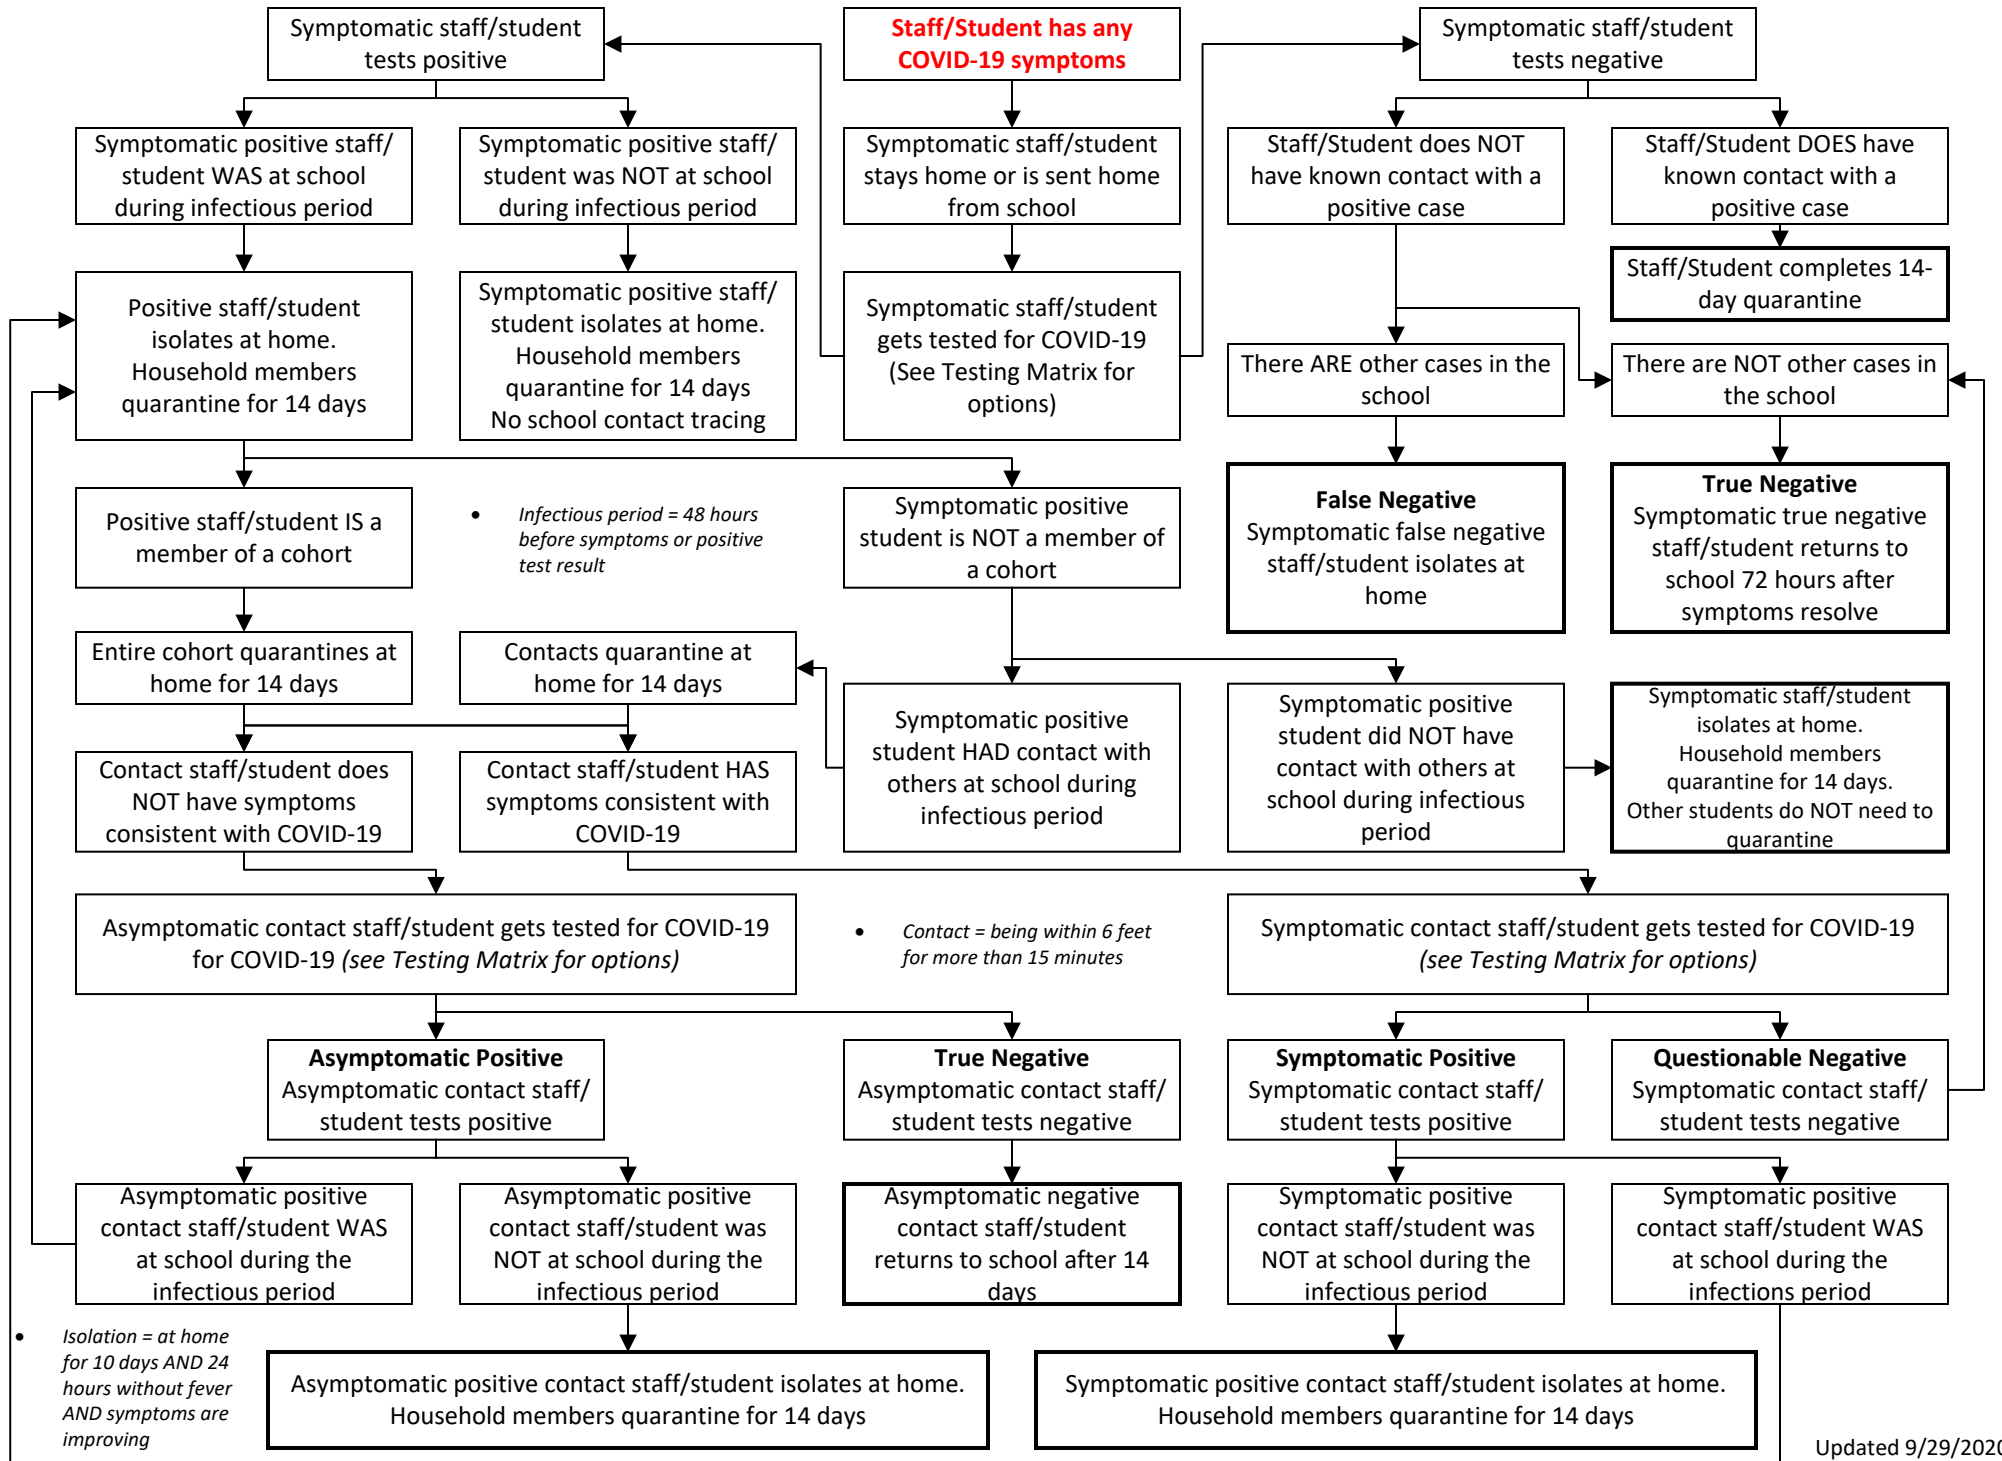 Symptomatic staff/student
tests positive
Staff/Student has any
COVID-19 symptoms
Symptomatic staff/student
tests negative
Symptomatic positive staff/
student WAS at school
during infectious period
Symptomatic positive staff/
student was NOT at school
during infectious period
Symptomatic staff/student
stays home or is sent home
from school
Staff/Student does NOT
have known contact with a
positive case
Staff/Student DOES have
known contact with a
positive case
Staff/Student completes 14-
day quarantine
Positive staff/student
isolates at home.
Household members
quarantine for 14 days
Symptomatic positive staff/
student isolates at home.
Household members
quarantine for 14 days
No school contact tracing
Symptomatic staff/student
gets tested for COVID-19
(See Testing Matrix for
options)
There ARE other cases in the
school
There are NOT other cases in
the school
Positive staff/student IS a
member of a cohort
• Infectious period = 48 hours
before symptoms or positive
test result
Symptomatic positive
student is NOT a member of
a cohort
False Negative
Symptomatic false negative
staff/student isolates at
home
True Negative
Symptomatic true negative
staff/student returns to
school 72 hours after
symptoms resolve
Entire cohort quarantines at
home for 14 days
Contacts quarantine at
home for 14 days
Symptomatic positive
student HAD contact with
others at school during
infectious period
Symptomatic positive
student did NOT have
contact with others at
school during infectious
period
Symptomatic staff/student
isolates at home.
Household members
quarantine for 14 days.
Other students do NOT need to
quarantine
Contact staff/student does
NOT have symptoms
consistent with COVID-19
Contact staff/student HAS
symptoms consistent with
COVID-19
Asymptomatic contact staff/student gets tested for COVID-19
for COVID-19 (see Testing Matrix for options)
• Contact = being within 6 feet
for more than 15 minutes
Symptomatic contact staff/student gets tested for COVID-19
(see Testing Matrix for options)
Asymptomatic Positive
Asymptomatic contact staff/
student tests positive
True Negative
Asymptomatic contact staff/
student tests negative
Symptomatic Positive
Symptomatic contact staff/
student tests positive
Questionable Negative
Symptomatic contact staff/
student tests negative
Asymptomatic positive
contact staff/student WAS
at school during the
infectious period
Asymptomatic positive
contact staff/student was
NOT at school during the
infectious period
Asymptomatic negative
contact staff/student
returns to school after 14
days
Symptomatic positive
contact staff/student was
NOT at school during the
infectious period
Symptomatic positive
contact staff/student WAS
at school during the
infections period
• Isolation = at home
for 10 days AND 24
hours without fever
AND symptoms are
improving
Asymptomatic positive contact staff/student isolates at home.
Household members quarantine for 14 days
Symptomatic positive contact staff/student isolates at home.
Household members quarantine for 14 days
Updated 9/29/2020